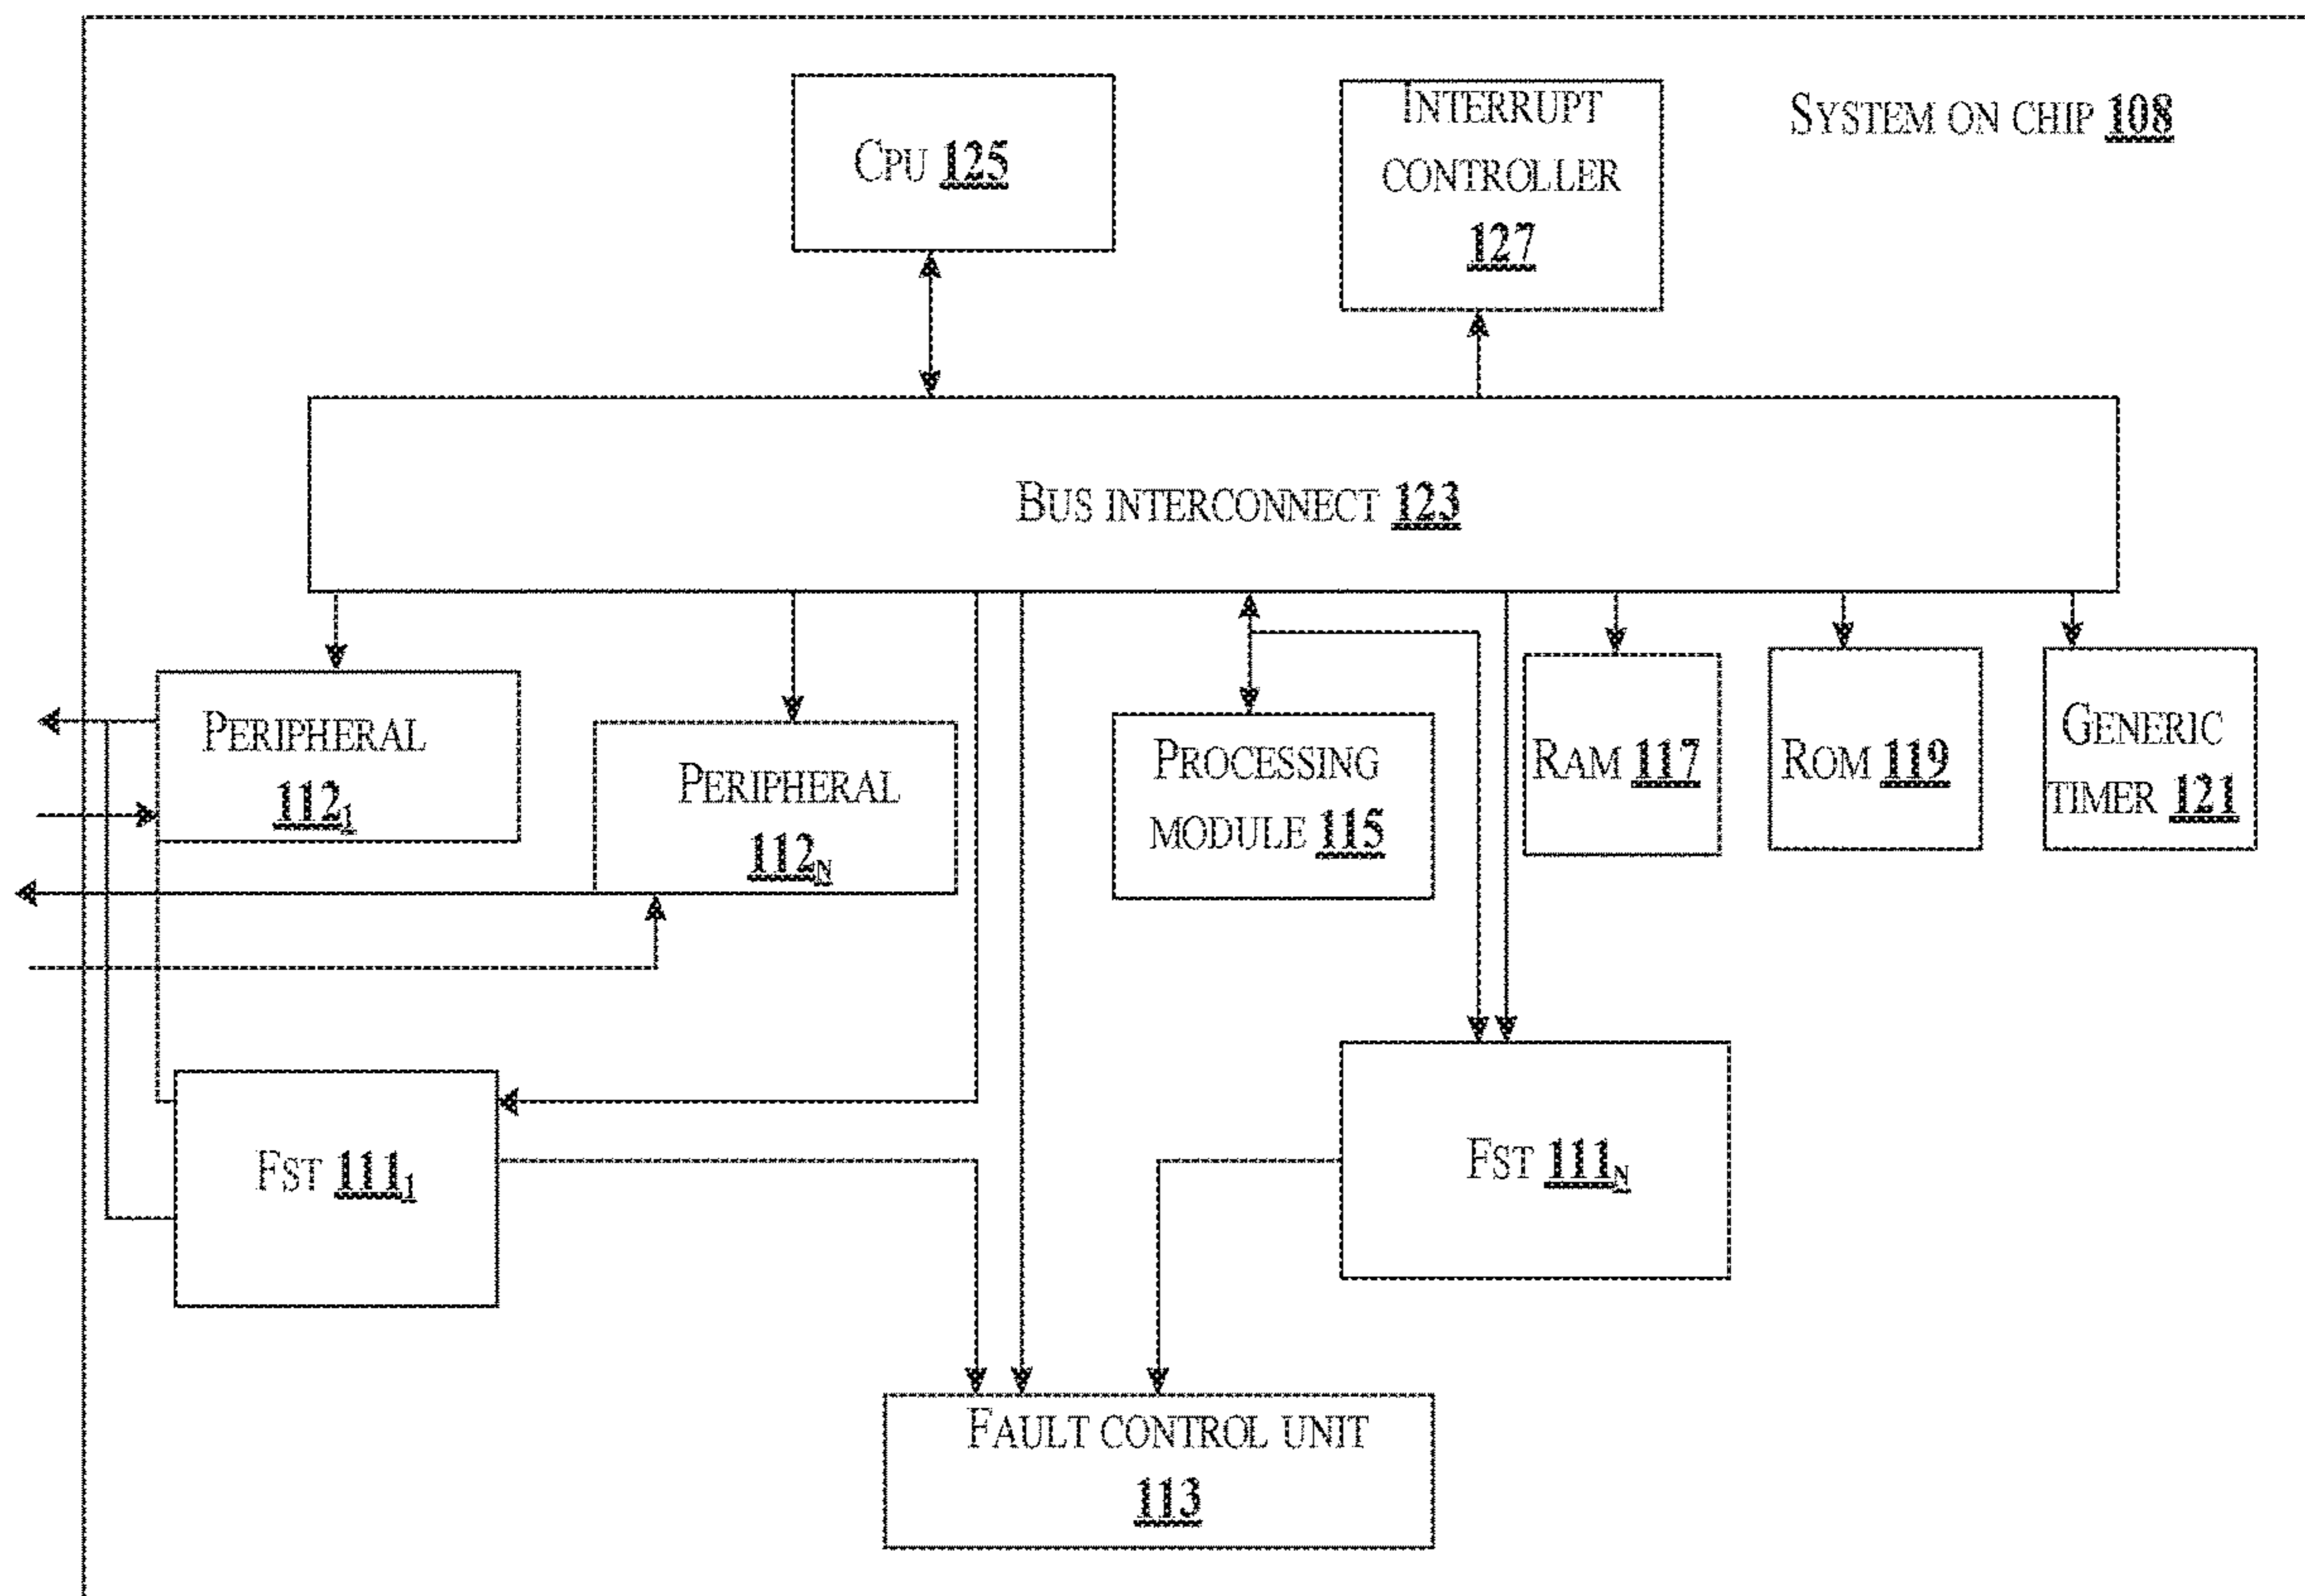 CPU 125
INTERRUPT
CONTROLLER
127
SYSTEM ON CHIP 108
BUS INTERCONNECT 123
PERIPHERAL
112₁
PERIPHERAL
112N
PROCESSING
MODULE 115
RAM 117
ROM 119
GENERIC
TIMER 121
FST 111₁
FST 111N
FAULT CONTROL UNIT
113